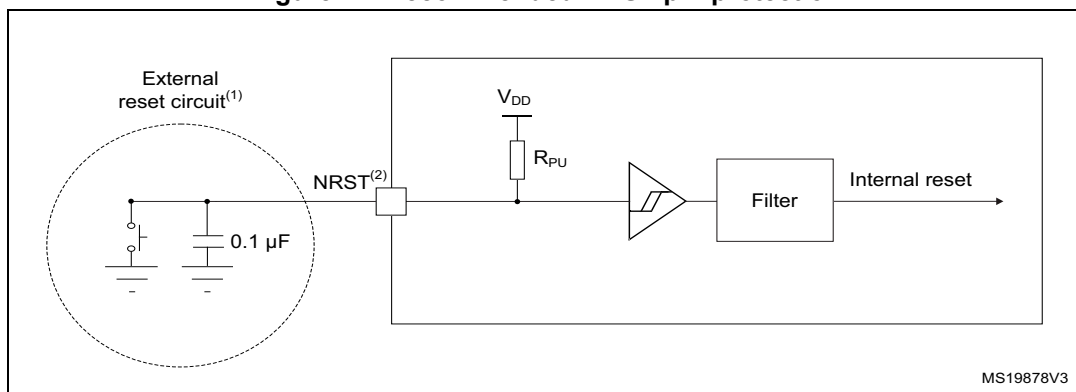 External
reset circuit(1)
VDD
RPU
NRST(2)
Filter
Internal reset
0.1 µF
MS19878V3